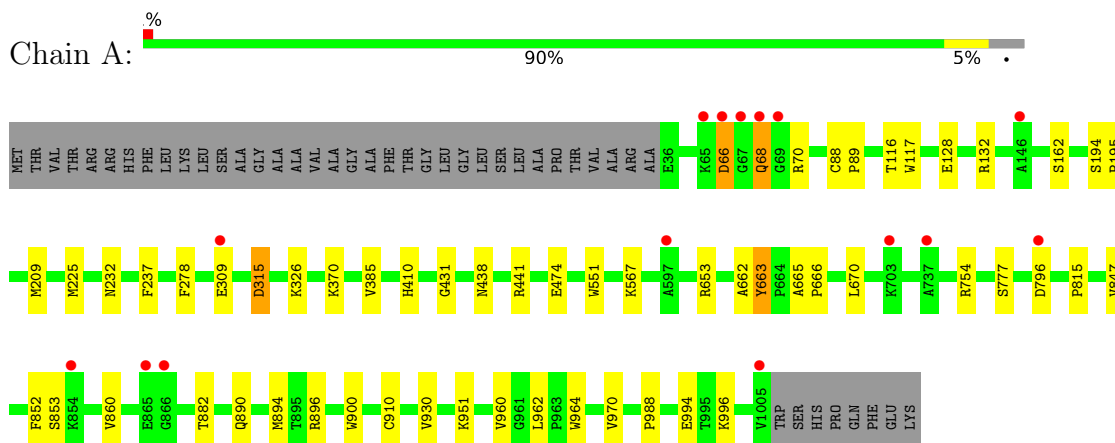 %
Chain A:
90% 5%
MET THR VAL THR ARG ARG HIS PHE LEU LYS LEU SER ALA GLY ALA ALA VAL ALA GLY ALA PHE THR GLY LEU GLY LEU SER LEU ALA PRO THR VAL ALA ARG ALA E36 K65 D66 G67 Q68 G69 R70 C88 P89 T116 W117 E128 R132 A146 S162 S194 R195
M209 M225 N232 F237 F278 E309 D315 K326 K370 V385 H410 G431 N438 R441 E474 W551 K567 A597 R653 A662 Y663 P664 A665 P666 L670 K703 A737 R754 S777 D796 P815 V847
F852 S853 K854 V860 E865 G866 T882 Q890 M894 T895 R896 W900 C910 V930 K951 V960 G961 L962 P963 W964 V970 P988 E994 T995 K996 V1005 TRP SER HIS PRO GLN PHE GLU LYS